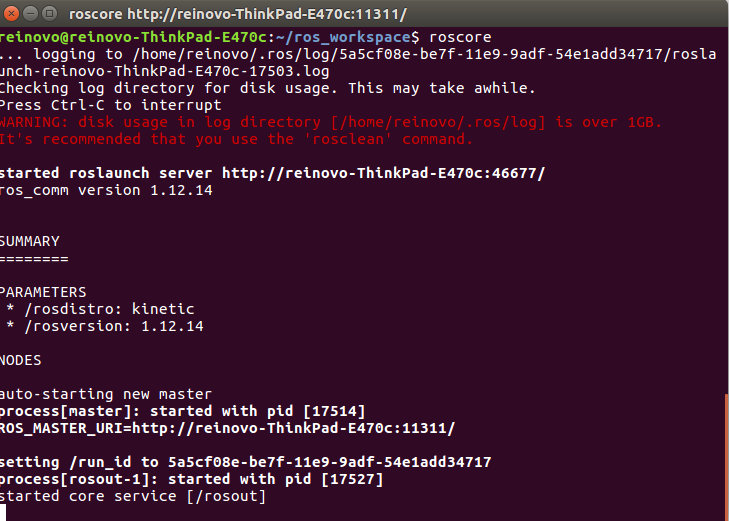 roscore http://reinovo-ThinkPad-E470c:11311/
reinovo@reinovo-ThinkPad-E470c:~/ros_workspace$ roscore
... logging to /home/reinovo/.ros/log/5a5cf08e-be7f-11e9-9adf-54e1add34717/rosla
unch-reinovo-ThinkPad-E470c-17503.log
Checking log directory for disk usage. This may take awhile.
Press Ctrl-C to interrupt
WARNING: disk usage in log directory [/home/reinovo/.ros/log] is over 1GB.
It's recommended that you use the 'rosclean' command.
started roslaunch server http://reinovo-ThinkPad-E470c:46677/
ros_comm version 1.12.14
SUMMARY
========
PARAMETERS
* /rosdistro: kinetic
* /rosversion: 1.12.14
NODES
auto-starting new master
process[master]: started with pid [17514]
ROS_MASTER_URI=http://reinovo-ThinkPad-E470c:11311/
setting /run_id to 5a5cf08e-be7f-11e9-9adf-54e1add34717
process[rosout-1]: started with pid [17527]
started core service [/rosout]